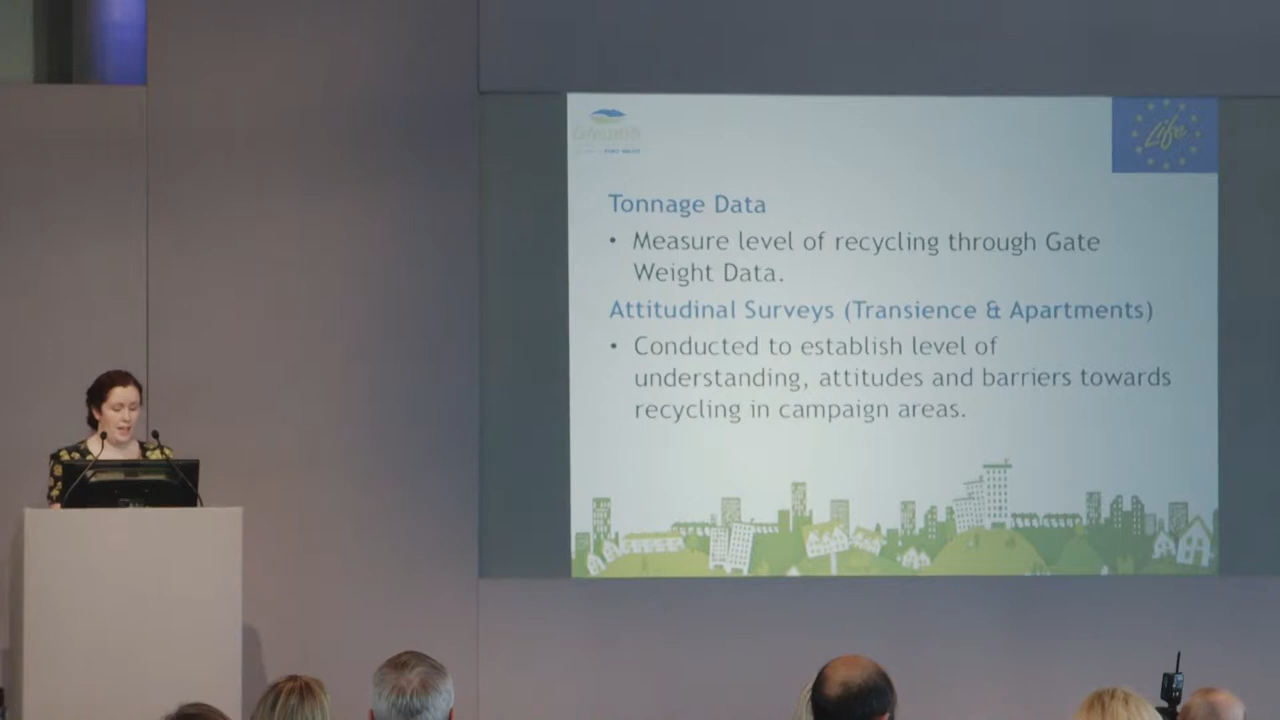 Life
Tonnage Data
• Measure level of recycling through Gate
Weight Data.
Attitudinal Surveys (Transience & Apartments)
• Conducted to establish level of
understanding, attitudes and barriers towards
recycling in campaign areas.